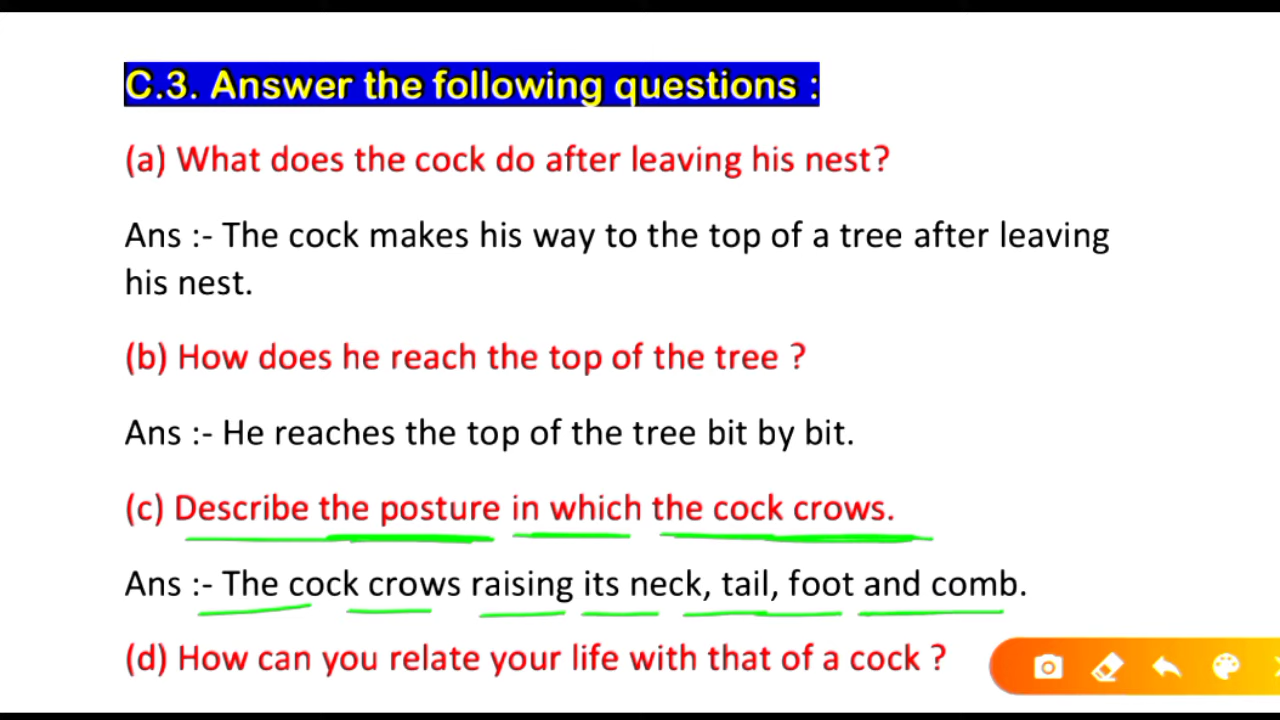 C.3. Answer the following questions :
(a) What does the cock do after leaving his nest?
Ans :- The cock makes his way to the top of a tree after leaving
his nest.
(b) How does he reach the top of the tree ?
Ans :- He reaches the top of the tree bit by bit.
(c) Describe the posture in which the cock crows.
Ans :- The cock crows raising its neck, tail, foot and comb.
(d) How can you relate your life with that of a cock ?